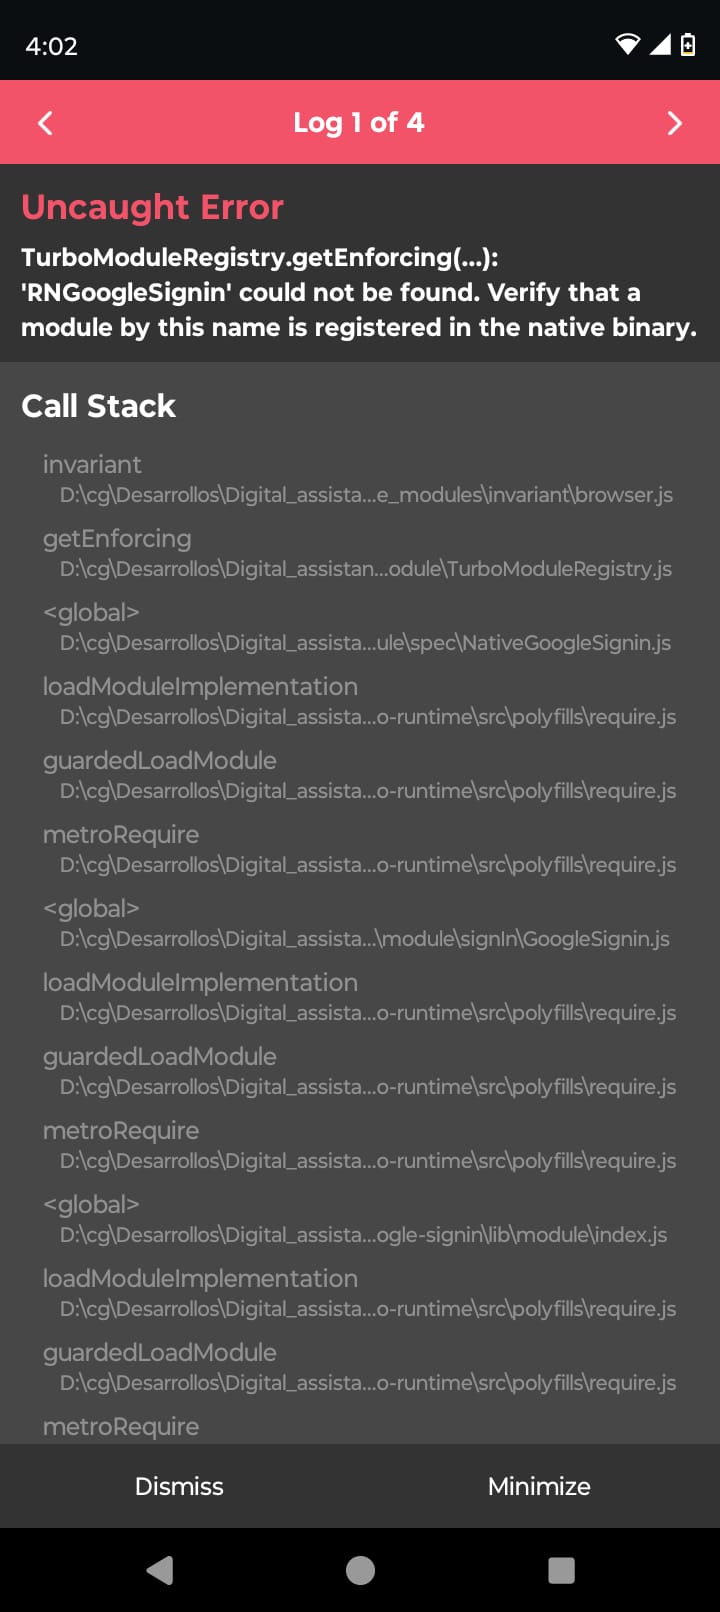 4:02
Log 1 of 4
Uncaught Error
TurboModuleRegistry.getEnforcing(...):
'RNGoogleSignin' could not be found. Verify that a
module by this name is registered in the native binary.
Call Stack
invariant
D:\cg\Desarrollos\Digital_assista...e_modules\invariant\browser.js
getEnforcing
D:\cg\Desarrollos\Digital_assistan...odule\TurboModuleRegistry.js
<global>
D:\cg\Desarrollos\Digital_assista...ule\spec\NativeGoogleSignin.js
loadModuleImplementation
D:\cg\Desarrollos\Digital_assista...o-runtime\src\polyfills\require.js
guardedLoadModule
D:\cg\Desarrollos\Digital_assista...o-runtime\src\polyfills\require.js
metroRequire
D:\cg\Desarrollos\Digital_assista...o-runtime\src\polyfills\require.js
<global>
D:\cg\Desarrollos\Digital_assista...\module\signIn\GoogleSignin.js
loadModuleImplementation
D:\cg\Desarrollos\Digital_assista...o-runtime\src\polyfills\require.js
guardedLoadModule
D:\cg\Desarrollos\Digital_assista...o-runtime\src\polyfills\require.js
metroRequire
D:\cg\Desarrollos\Digital_assista...o-runtime\src\polyfills\require.js
<global>
D:\cg\Desarrollos\Digital_assista...ogle-signin\lib\module\index.js
loadModuleImplementation
D:\cg\Desarrollos\Digital_assista...o-runtime\src\polyfills\require.js
guardedLoadModule
D:\cg\Desarrollos\Digital_assista...o-runtime\src\polyfills\require.js
metroRequire
Dismiss
Minimize